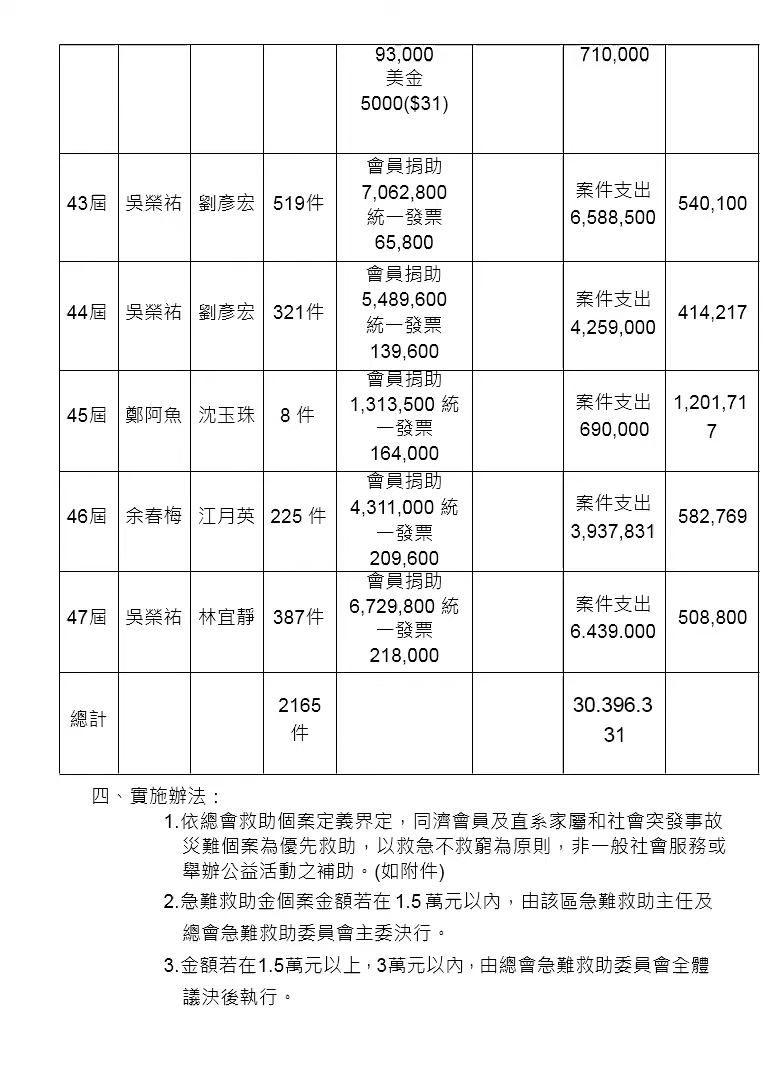 93,000
美金
5000($31)
710,000
43屆 吳榮祐 劉彥宏 519件 會員捐助 7,062,800 統一發票 65,800 案件支出 6,588,500 540,100
44屆 吳榮祐 劉彥宏 321件 會員捐助 5,489,600 統一發票 139,600 案件支出 4,259,000 414,217
45屆 鄭阿魚 沈玉珠 8 件 會員捐助 1,313,500 統一發票 164,000 案件支出 690,000 1,201,717
46屆 余春梅 江月英 225 件 會員捐助 4,311,000 統一發票 209,600 案件支出 3,937,831 582,769
47屆 吳榮祐 林宜靜 387件 會員捐助 6,729,800 統一發票 218,000 案件支出 6.439.000 508,800
總計 2165件 30.396.331
四、實施辦法：
1.依總會救助個案定義界定，同濟會員及直系家屬和社會突發事故
災難個案為優先救助，以救急不救窮為原則，非一般社會服務或
舉辦公益活動之補助。(如附件)
2.急難救助金個案金額若在 1.5 萬元以內，由該區急難救助主任及
總會急難救助委員會主委決行。
3.金額若在1.5萬元以上，3萬元以內，由總會急難救助委員會全體
議決後執行。